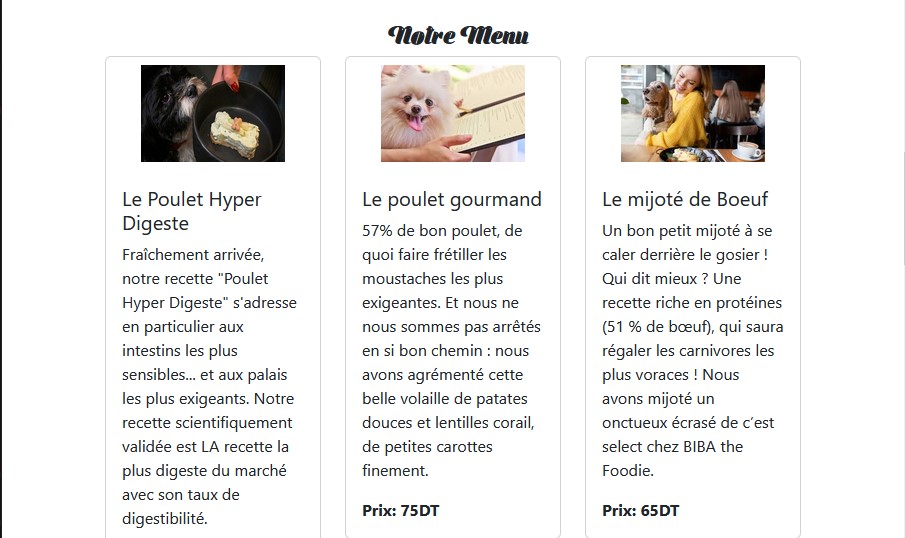 Notre Menu
Le Poulet Hyper
Digeste
Fraîchement arrivée,
notre recette "Poulet
Hyper Digeste" s'adresse
en particulier aux
intestins les plus
sensibles... et aux palais
les plus exigeants. Notre
recette scientifiquement
validée est LA recette la
plus digeste du marché
avec son taux de
digestibilité.
Le poulet gourmand
57% de bon poulet, de
quoi faire frétiller les
moustaches les plus
exigeantes. Et nous ne
nous sommes pas arrêtés
en si bon chemin : nous
avons agrémenté cette
belle volaille de patates
douces et lentilles corail,
de petites carottes
finement.
Prix: 75DT
Le mijoté de Boeuf
Un bon petit mijoté à se
caler derrière le gosier !
Qui dit mieux ? Une
recette riche en protéines
(51 % de bœuf), qui saura
régaler les carnivores les
plus voraces ! Nous
avons mijoté un
onctueux écrasé de c’est
select chez BIBA the
Foodie.
Prix: 65DT